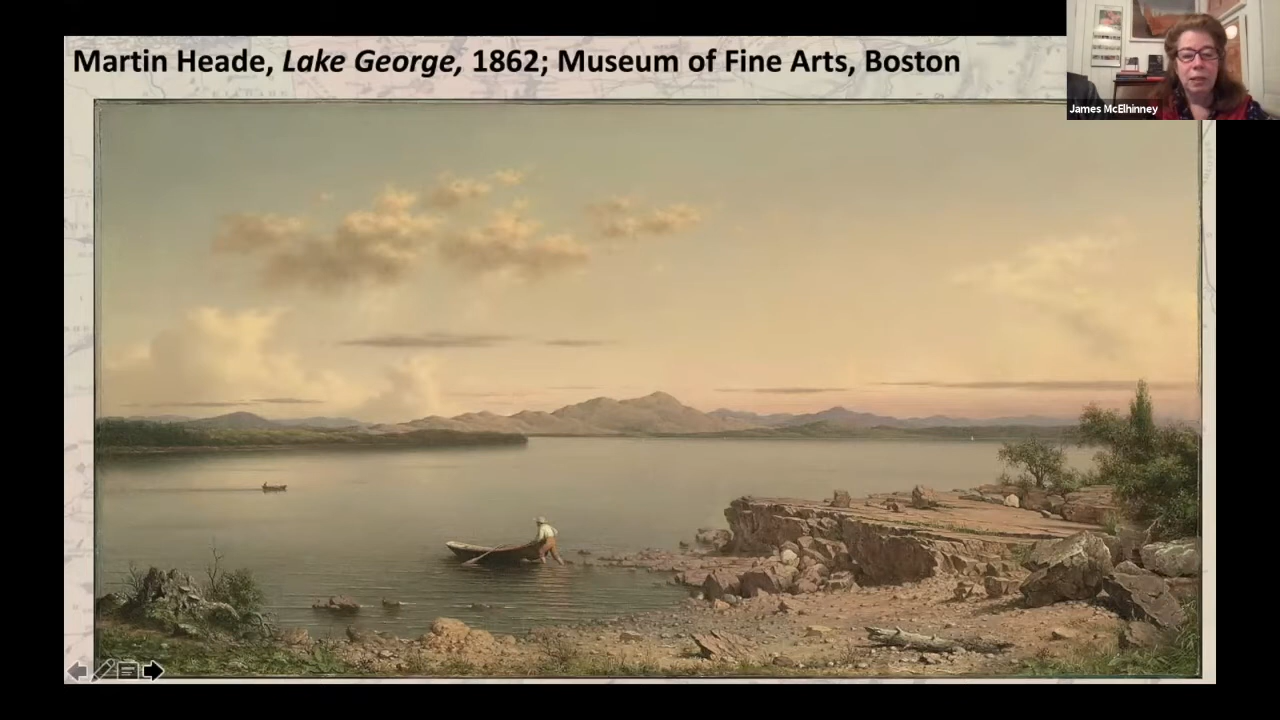 Martin Heade, Lake George, 1862; Museum of Fine Arts, Boston
James McElhinney